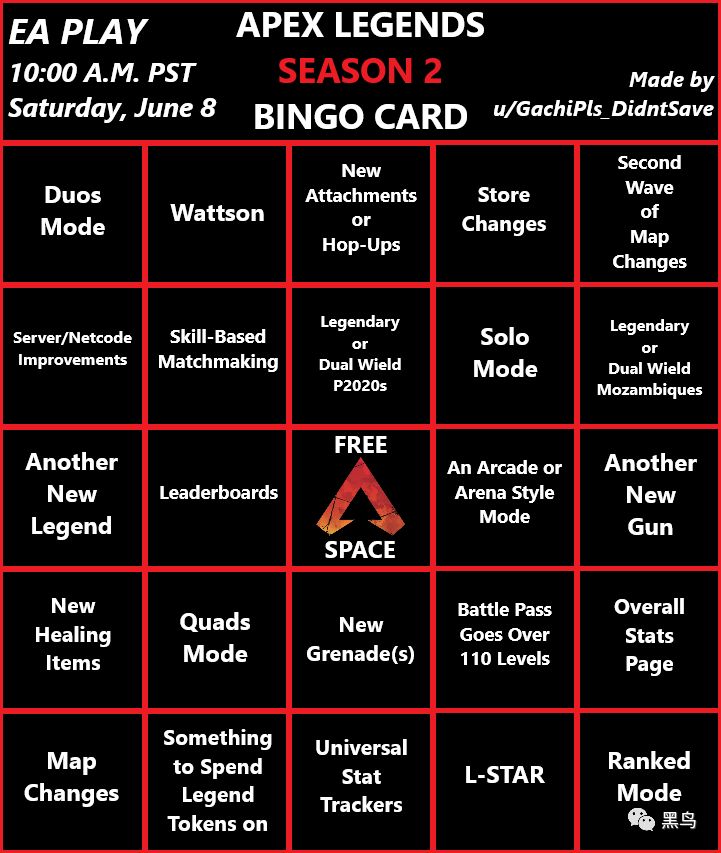 EA PLAY
10:00 A.M. PST
Saturday, June 8
APEX LEGENDS
SEASON 2
BINGO CARD
Made by
u/GachiPls_DidntSave
Duos
Mode
Wattson
New
Attachments
or
Hop-Ups
Store
Changes
Second
Wave
of
Map
Changes
Server/Netcode
Improvements
Skill-Based
Matchmaking
Legendary
or
Dual Wield
P2020s
Solo
Mode
Legendary
or
Dual Wield
Mozambiques
Another
New
Legend
Leaderboards
FREE
SPACE
An Arcade or
Arena Style
Mode
Another
New
Gun
New
Healing
Items
Quads
Mode
New
Grenade(s)
Battle Pass
Goes Over
110 Levels
Overall
Stats
Page
Map
Changes
Something
to Spend
Legend
Tokens on
Universal
Stat
Trackers
L-STAR
Ranked
Mode
黑鸟